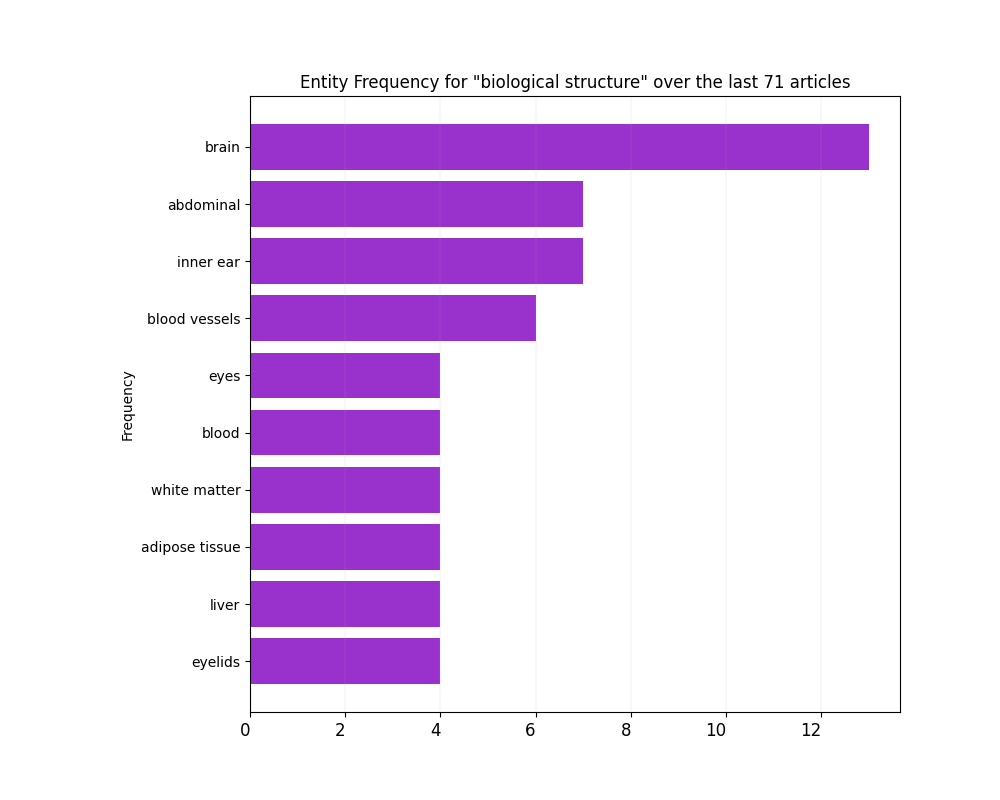 Entity Frequency for "biological structure" over the last 71 articles
brain
abdominal
inner ear
blood vessels
eyes
blood
white matter
adipose tissue
liver
eyelids
Frequency
0 2 4 6 8 10 12